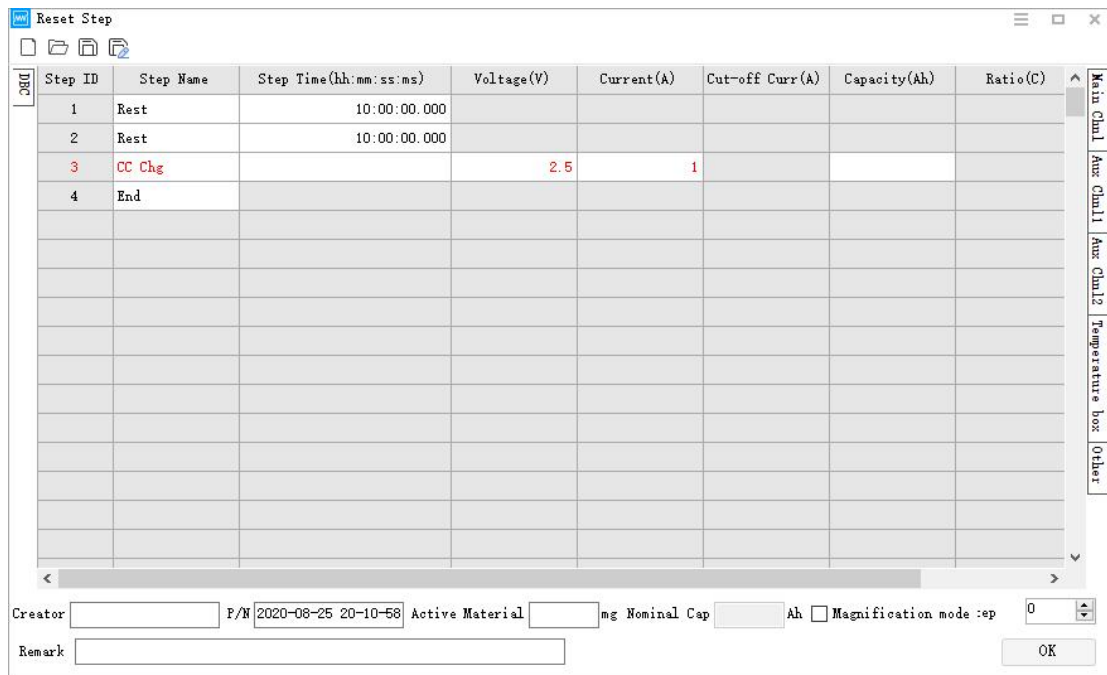 Reset Step
DBC
Step ID Step Name Step Time(hh:mm:ss:ms) Voltage(V) Current(A) Cut-off Curr(A) Capacity(Ah) Ratio(C)
1 Rest 10:00:00.000
2 Rest 10:00:00.000
3 CC Chg 2.5 1
4 End
Main Chnl
Aux Chnl1
Aux Chnl2
Temperature box
Other
Creator P/N 2020-08-25 20-10-58 Active Material mg Nominal Cap Ah Magnification mode :ep 0
Remark OK